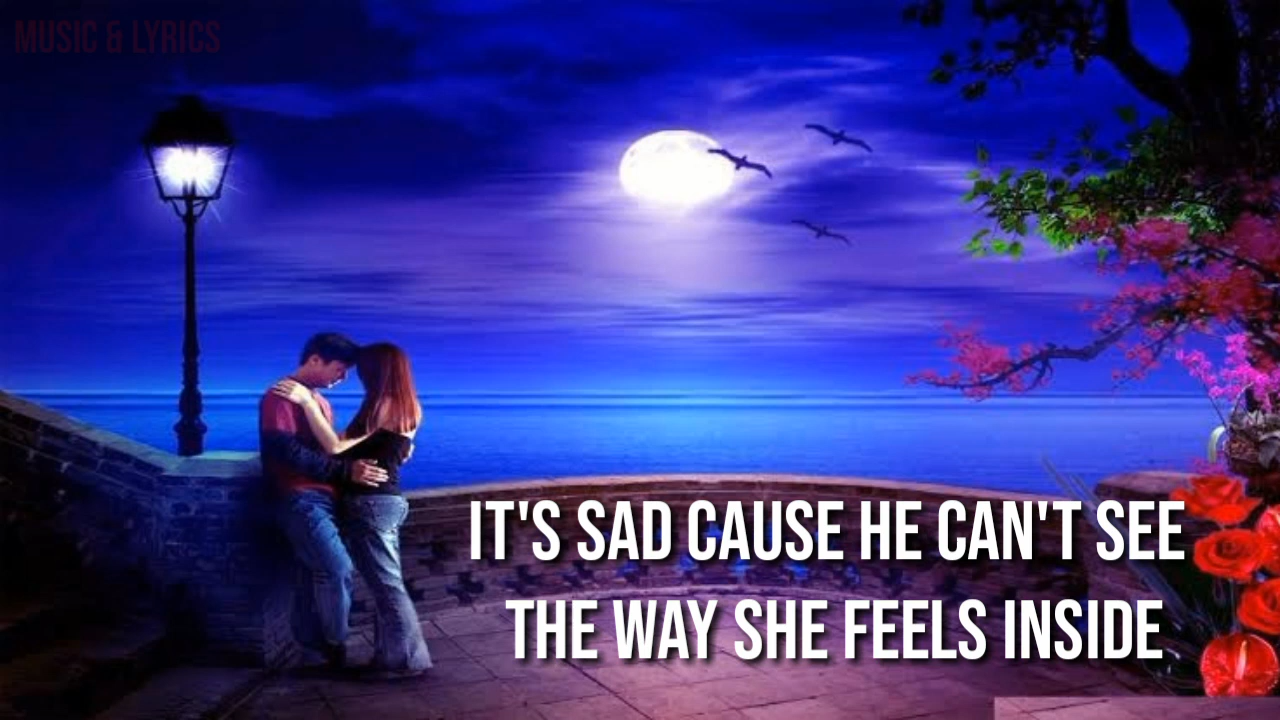 MUSIC & LYRICS
IT'S SAD CAUSE HE CAN'T SEE
THE WAY SHE FEELS INSIDE